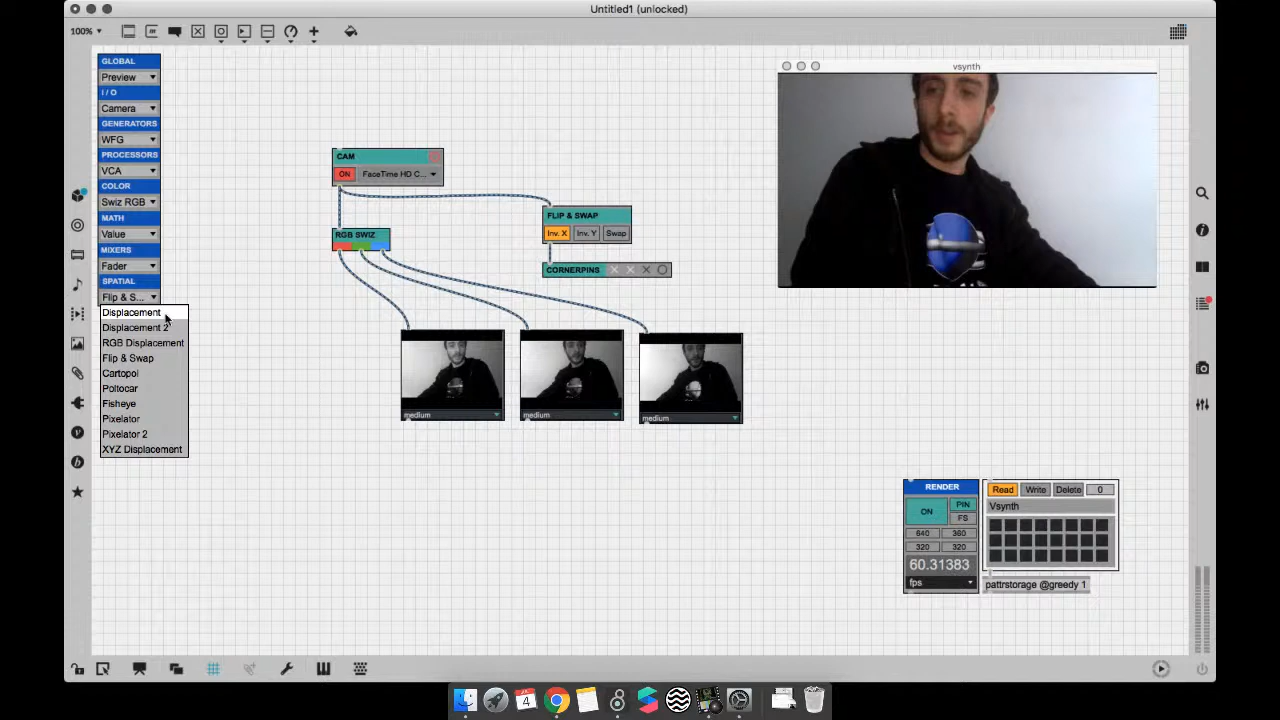 Untitled1 (unlocked)
100%
GLOBAL
Preview
I / O
Camera
GENERATORS
WFG
PROCESSORS
VCA
COLOR
Swiz RGB
MATH
Value
MIXERS
Fader
SPATIAL
Flip & S...
Displacement
Displacement 2
RGB Displacement
Flip & Swap
Cartopol
Poltocar
Fisheye
Pixelator
Pixelator 2
XYZ Displacement
CAM
ON FaceTime HD C...
RGB SWIZ
FLIP & SWAP
Inv. X Inv. Y Swap
CORNERPINS
medium
medium
medium
vsynth
RENDER
ON PIN
FS
640 360
320 320
60.31383
fps
Read Write Delete 0
Vsynth
pattrstorage @greedy 1
4
8